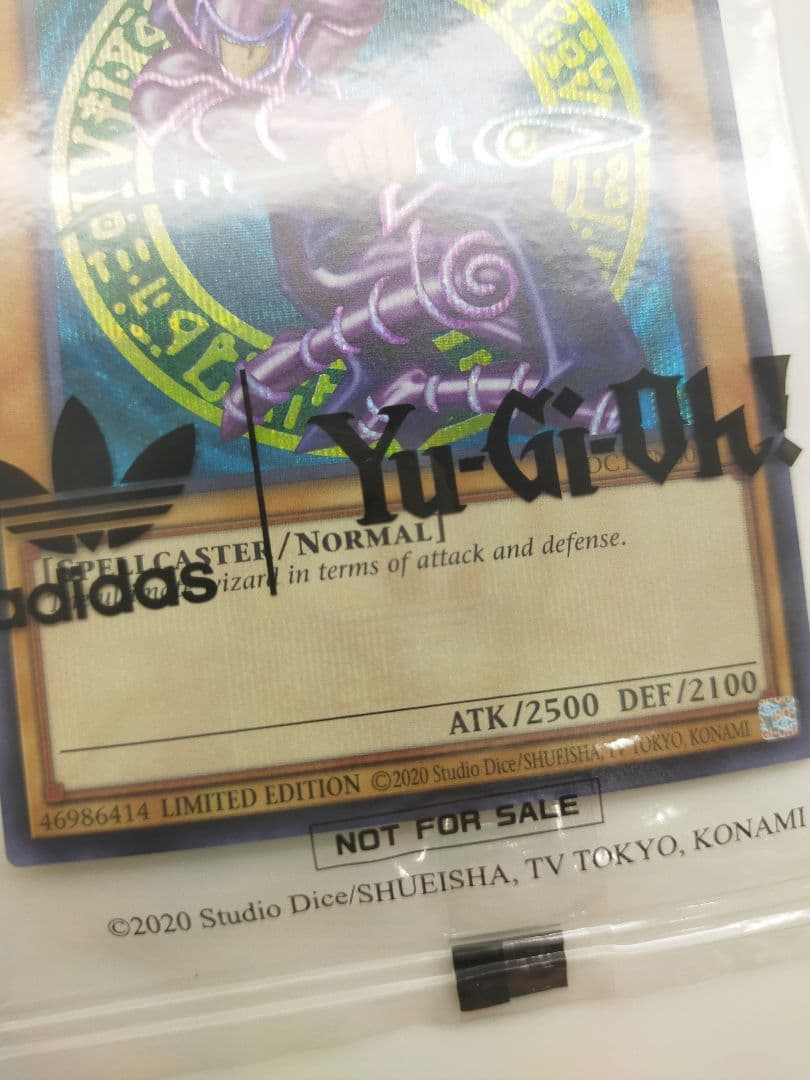 adidas
Yu-Gi-Oh!
[SPELLCASTER/NORMAL]
wizard in terms of attack and defense.
ATK/2500 DEF/2100
46986414 LIMITED EDITION ©2020 Studio Dice/SHUEISHA, TV TOKYO, KONAMI
NOT FOR SALE
©2020 Studio Dice/SHUEISHA, TV TOKYO, KONAMI